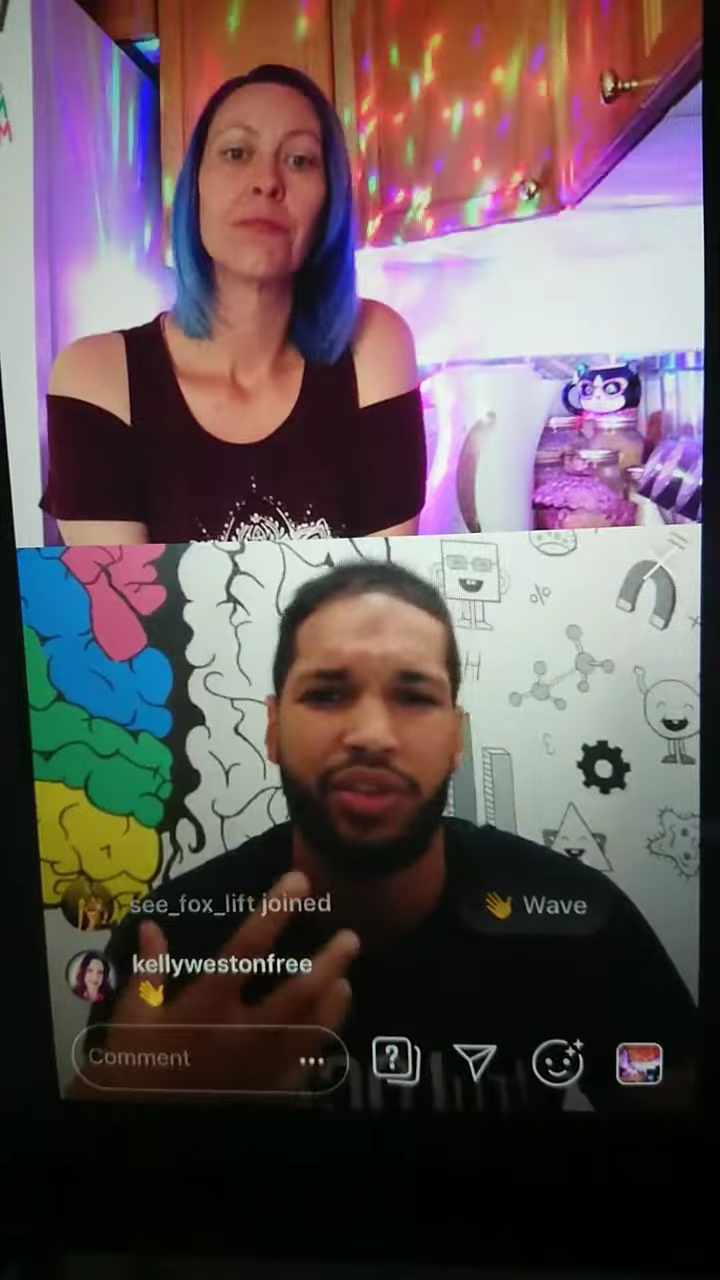 M
M
%
see_fox_lift joined
👋 Wave
kellywestonfree
👋
Comment ...
?